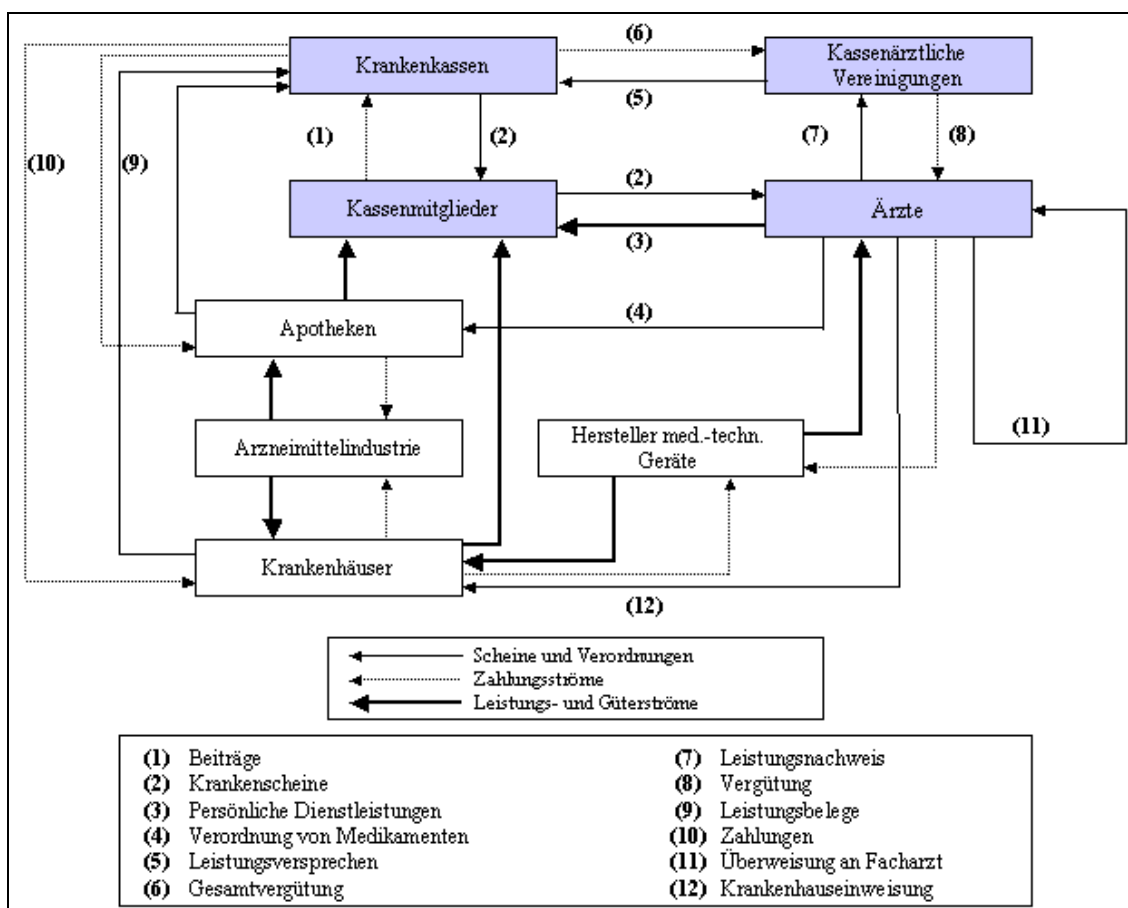 (6)
Krankenkassen
Kassenärztliche
Vereinigungen
(5)
(10)
(9)
(1)
(2)
(7)
(8)
(2)
Kassenmitglieder
Ärzte
(3)
Apotheken
(4)
Arzneimittelindustrie
Hersteller med.-techn.
Geräte
(11)
Krankenhäuser
(12)
Scheine und Verordnungen
Zahlungsströme
Leistungs- und Güterströme
(1) Beiträge
(2) Krankenscheine
(3) Persönliche Dienstleistungen
(4) Verordnung von Medikamenten
(5) Leistungsversprechen
(6) Gesamtvergütung
(7) Leistungsnachweis
(8) Vergütung
(9) Leistungsbelege
(10) Zahlungen
(11) Überweisung an Facharzt
(12) Krankenhauseinweisung